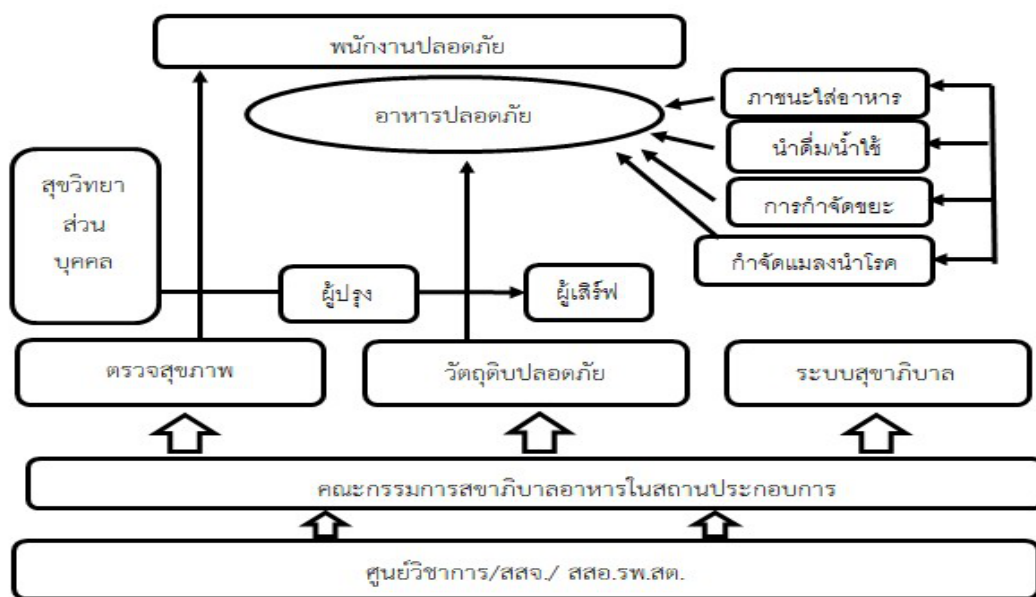 พนักงานปลอดภัย
อาหารปลอดภัย
ภาชนะใส่อาหาร
นำดื่ม/น้ำใช้
การกำจัดขยะ
กำจัดแมลงนำโรค
สุขวิทยา
ส่วน
บุคคล
ผู้ปรุง
ผู้เสิร์ฟ
ตรวจสุขภาพ
วัตถุดิบปลอดภัย
ระบบสุขาภิบาล
คณะกรรมการสขาภิบาลอาหารในสถานประกอบการ
ศูนย์วิชาการ/สสจ./ สสอ.รพ.สต.